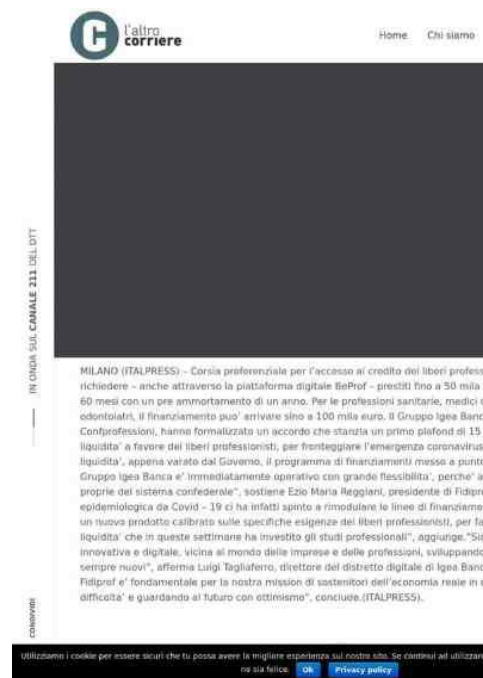 l'altro
corriere
Home Chi siamo
IN ONDA SUL CANALE 211 DEL DTT
MILANO (ITALPRESS) – Corsia preferenziale per l'accesso al credito dei liberi profess
richiedere – anche attraverso la piattaforma digitale BeProf – prestiti fino a 50 mila
60 mesi con un pre ammortamento di un anno. Per le professioni sanitarie, medici
odontoiatri, il finanziamento puo' arrivare sino a 100 mila euro. Il Gruppo Igea Banc
Confprofessioni, hanno formalizzato un accordo che stanzia un primo plafond di 15
liquidita' a favore dei liberi professionisti, per fronteggiare l'emergenza coronavirus
liquidita', appena varato dal Governo, il programma di finanziamenti messo a punto
Gruppo Igea Banca e' immediatamente operativo con grande flessibilita', perche' a
proprie del sistema confederale", sostiene Ezio Maria Reggiani, presidente di Fidipro
epidemiologica da Covid – 19 ci ha infatti spinto a rimodulare le linee di finanziame
un nuovo prodotto calibrato sulle specifiche esigenze dei liberi professionisti, per fa
liquidita' che in queste settimane ha investito gli studi professionali", aggiunge."Si
innovativa e digitale, vicina al mondo delle imprese e delle professioni, sviluppando
sempre nuovi", afferma Luigi Tagliaferro, direttore del distretto digitale di Igea Banc
Fidiprof e' fondamentale per la nostra mission di sostenitori dell'economia reale in
difficolta' e guardando al futuro con ottimismo", conclude.(ITALPRESS).
CONDIVIDI
Utilizziamo i cookie per essere sicuri che tu possa avere la migliore esperienza sul nostro sito. Se continui ad utilizzar
ne sia felice. Ok Privacy policy